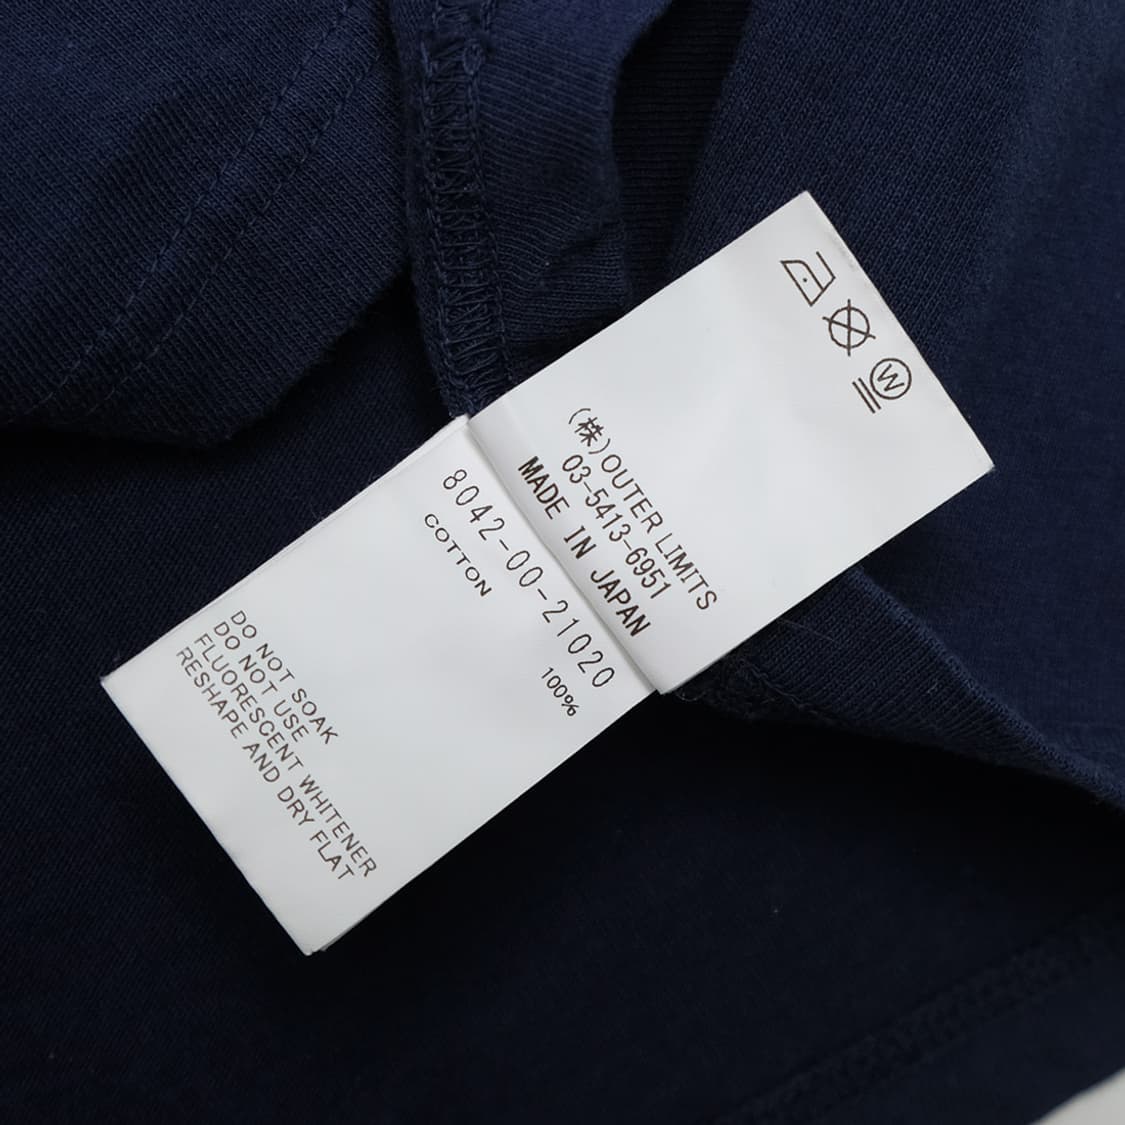 W
(株)OUTER LIMITS
03-5413-6951
MADE IN JAPAN
8042-00-21020
COTTON 100%
DO NOT SOAK
DO NOT USE
FLUORESCENT WHITENER
RESHAPE AND DRY FLAT